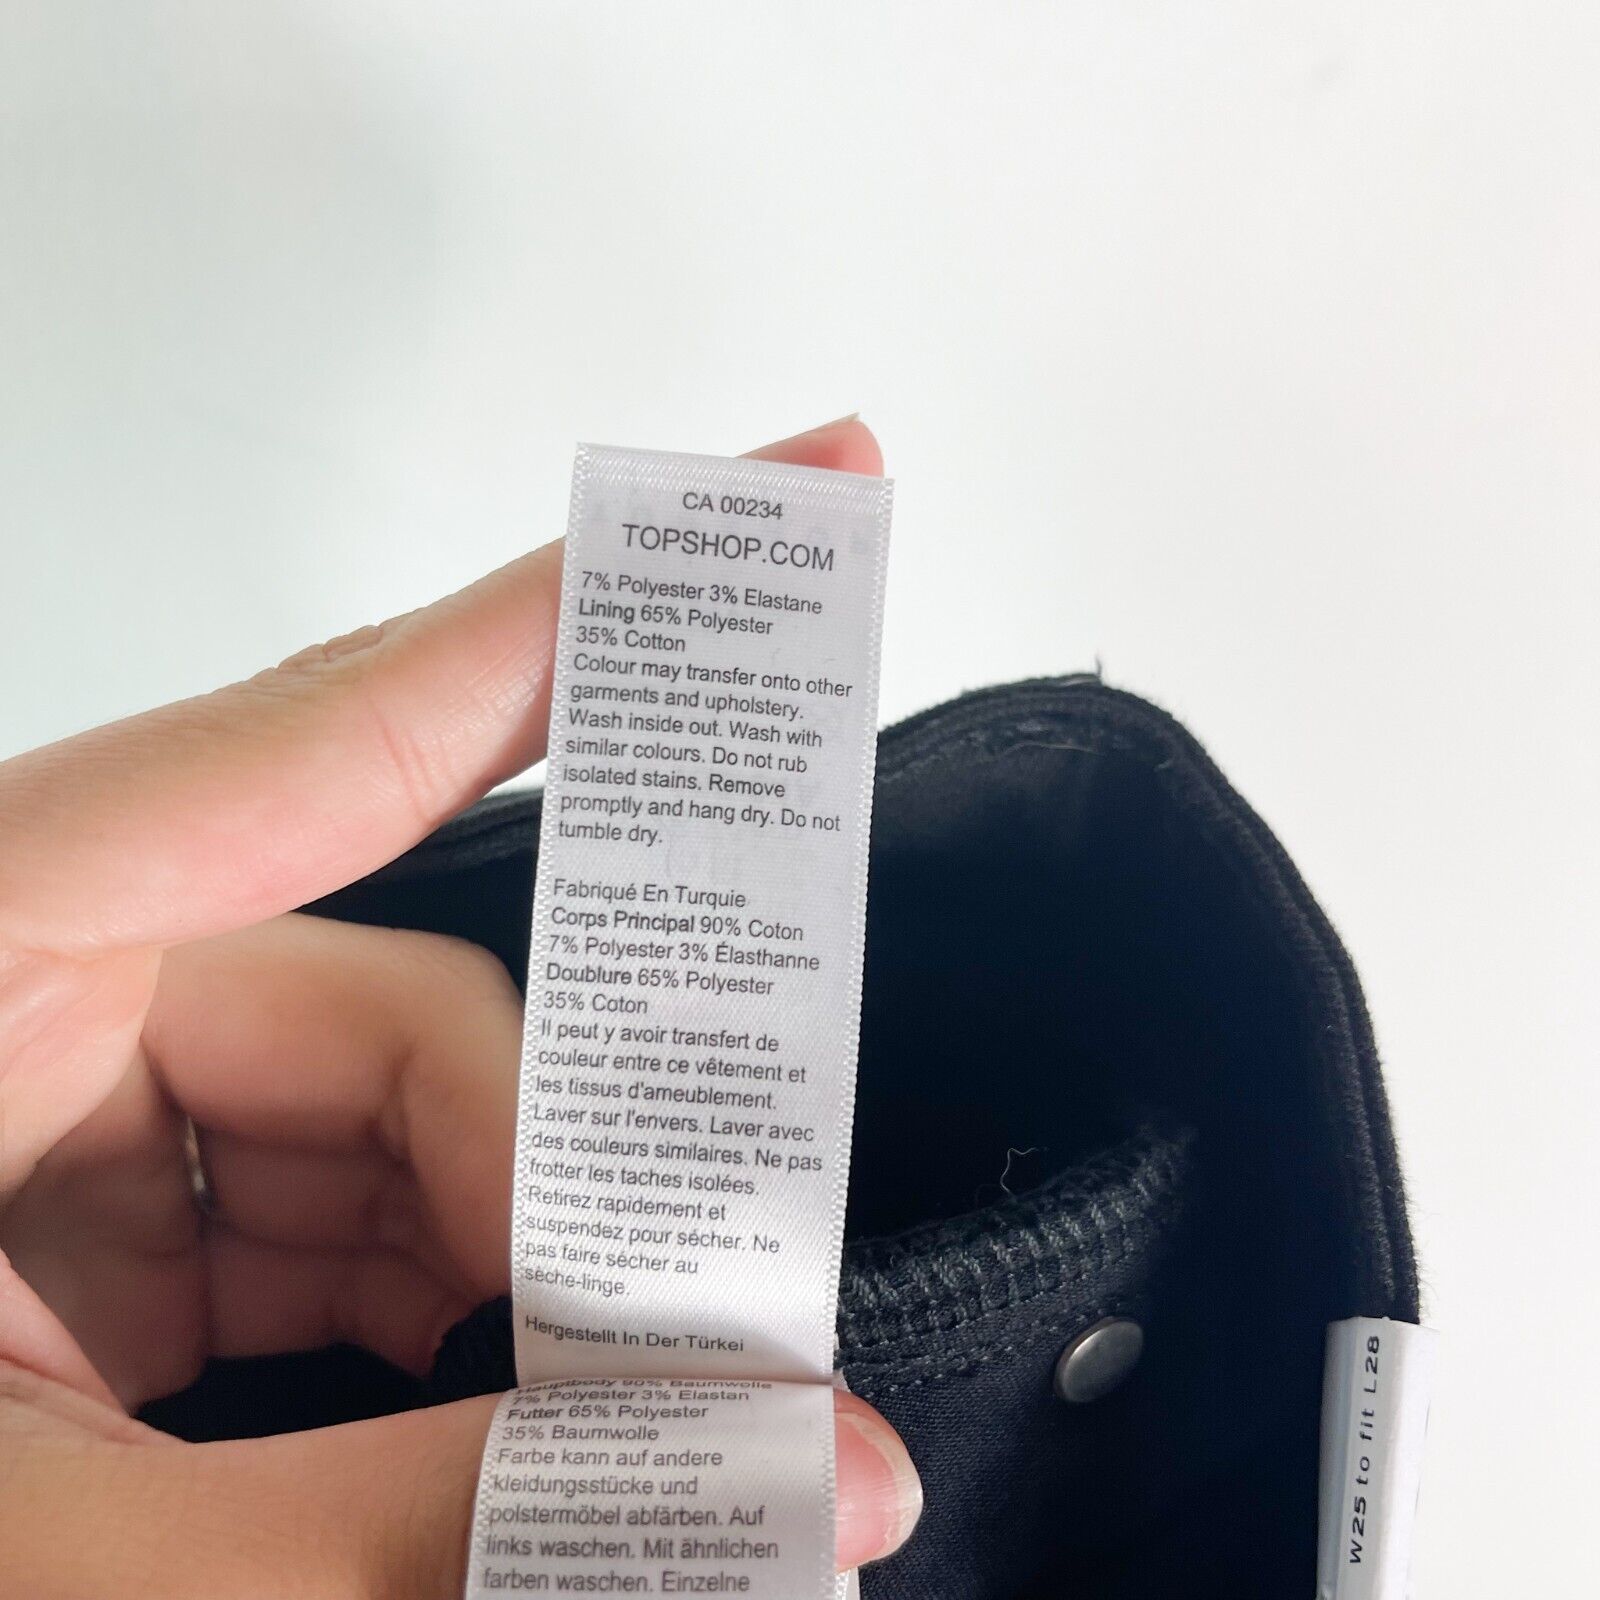 CA 00234
TOPSHOP.COM
7% Polyester 3% Elastane
Lining 65% Polyester
35% Cotton
Colour may transfer onto other
garments and upholstery.
Wash inside out. Wash with
similar colours. Do not rub
isolated stains. Remove
promptly and hang dry. Do not
tumble dry.
Fabriqué En Turquie
Corps Principal 90% Coton
7% Polyester 3% Élasthanne
Doublure 65% Polyester
35% Coton
Il peut y avoir transfert de
couleur entre ce vêtement et
les tissus d'ameublement.
Laver sur l'envers. Laver avec
des couleurs similaires. Ne pas
frotter les taches isolées.
Retirez rapidement et
suspendez pour sécher. Ne
pas faire sécher au
sèche-linge.
Hergestellt In Der Türkei
Hauptbody 90% Baumwolle
7% Polyester 3% Elastan
Futter 65% Polyester
35% Baumwolle
Farbe kann auf andere
kleidungsstücke und
polstermöbel abfärben. Auf
links waschen. Mit ähnlichen
farben waschen. Einzelne
W25 to fit L28